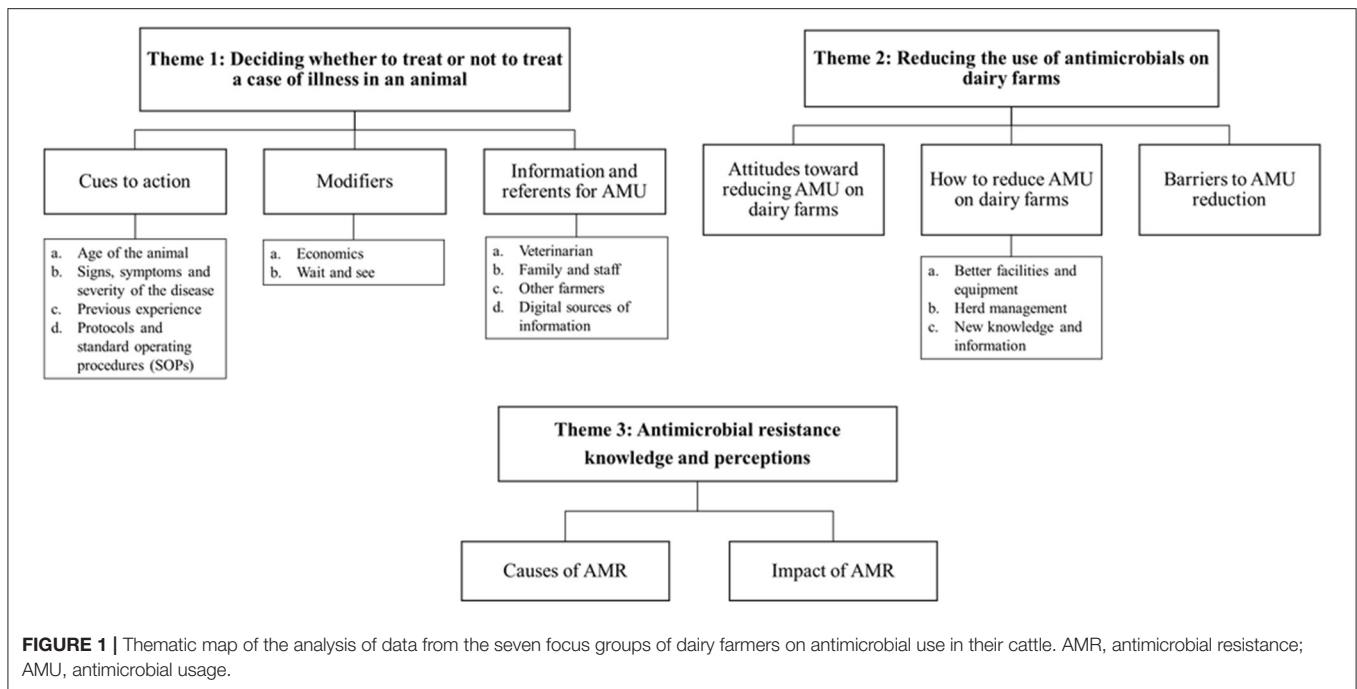 Theme 1: Deciding whether to treat or not to treat
a case of illness in an animal
Cues to action
a. Age of the animal
b. Signs, symptoms and
severity of the disease
c. Previous experience
d. Protocols and
standard operating
procedures (SOPs)
Modifiers
a. Economics
b. Wait and see
Information and
referents for AMU
a. Veterinarian
b. Family and staff
c. Other farmers
d. Digital sources of
information
Theme 2: Reducing the use of antimicrobials on
dairy farms
Attitudes toward
reducing AMU on
dairy farms
How to reduce AMU
on dairy farms
a. Better facilities and
equipment
b. Herd management
c. New knowledge and
information
Barriers to AMU
reduction
Theme 3: Antimicrobial resistance
knowledge and perceptions
Causes of AMR
Impact of AMR
FIGURE 1 | Thematic map of the analysis of data from the seven focus groups of dairy farmers on antimicrobial use in their cattle. AMR, antimicrobial resistance;
AMU, antimicrobial usage.